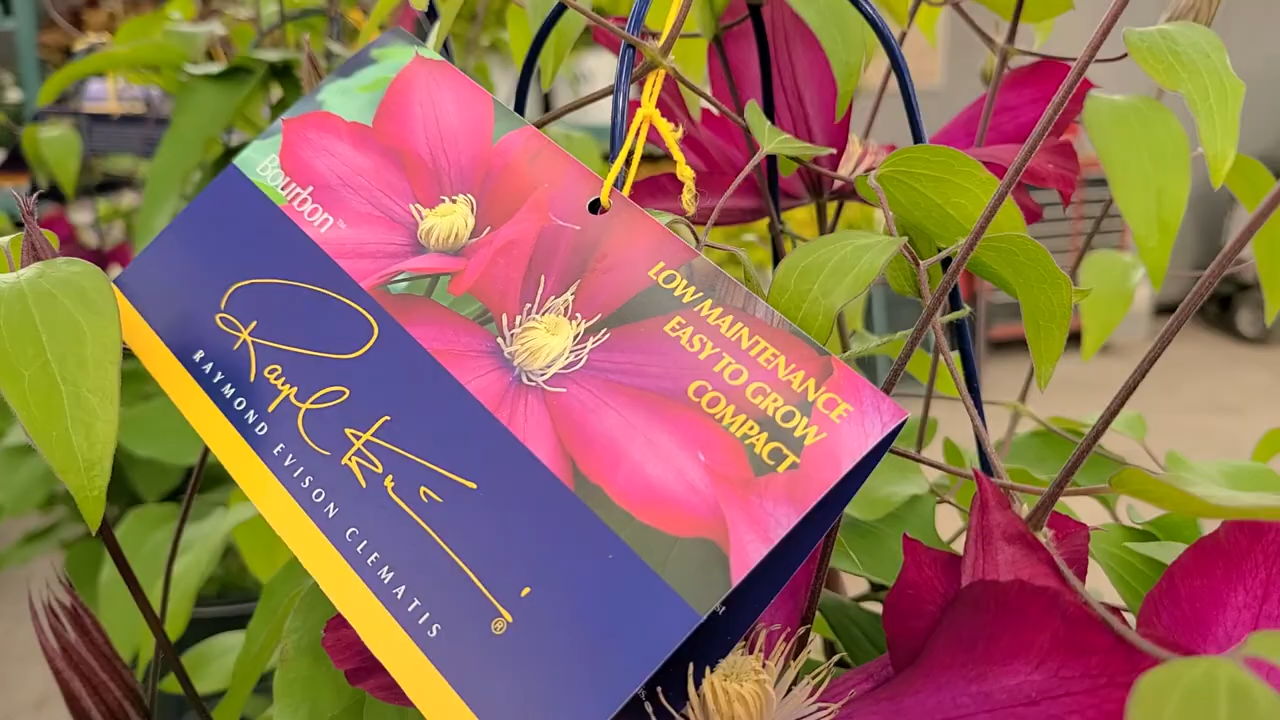 Bourbon™
LOW MAINTENANCE
EASY TO GROW
COMPACT
RAYMOND EVISON CLEMATIS
®